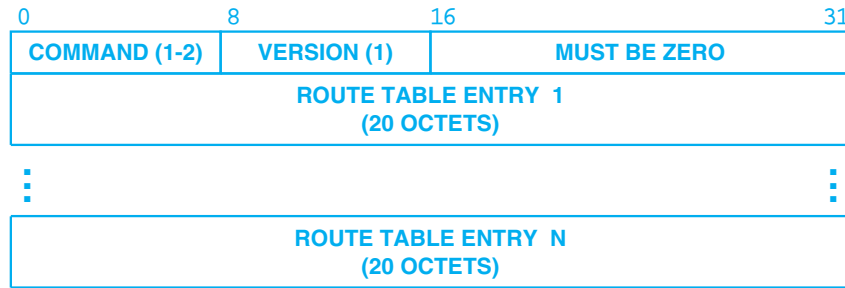 0 8 16 31
COMMAND (1-2) VERSION (1) MUST BE ZERO
ROUTE TABLE ENTRY 1
(20 OCTETS)
ROUTE TABLE ENTRY N
(20 OCTETS)